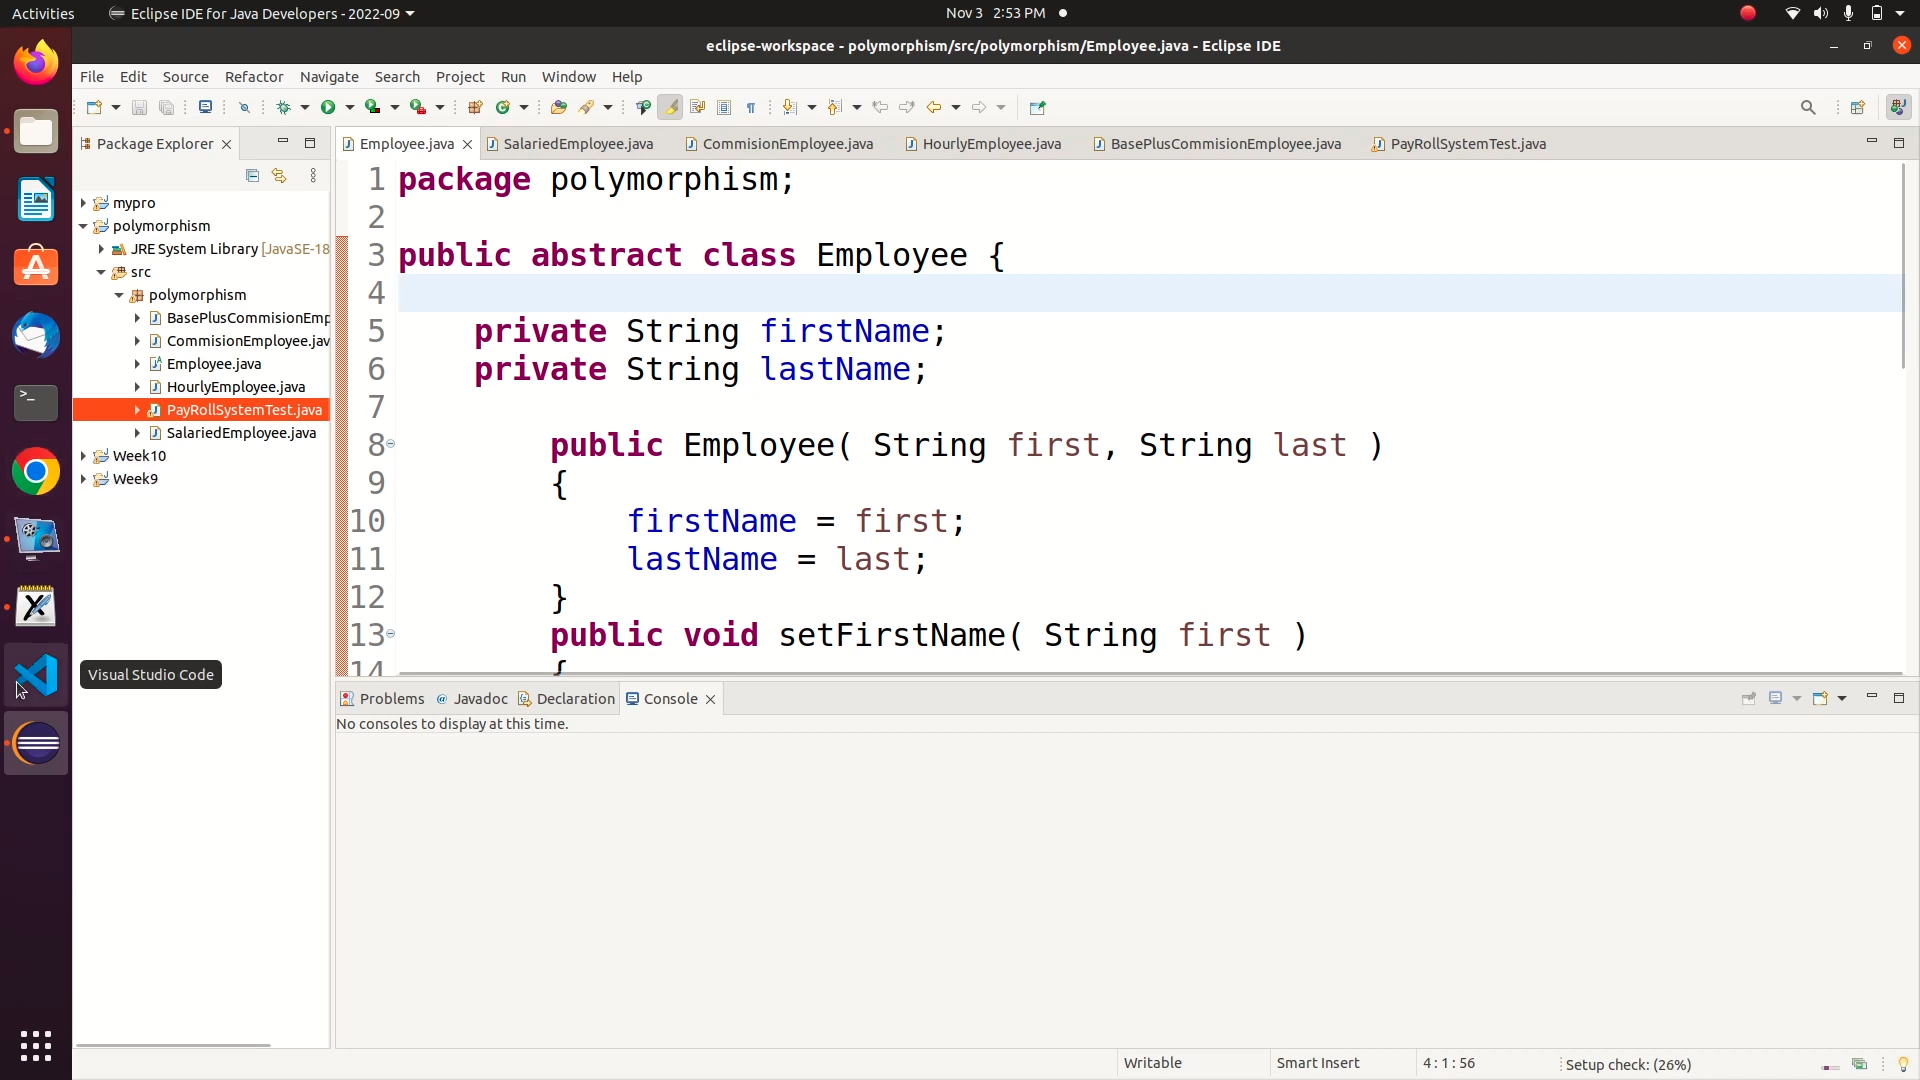 Activities Eclipse IDE for Java Developers - 2022-09 Nov 3 2:53 PM
eclipse-workspace - polymorphism/src/polymorphism/Employee.java - Eclipse IDE
File Edit Source Refactor Navigate Search Project Run Window Help
Package Explorer
Employee.java SalariedEmployee.java CommisionEmployee.java HourlyEmployee.java BasePlusCommisionEmployee.java PayRollSystemTest.java
mypro
polymorphism
JRE System Library [JavaSE-18
src
polymorphism
BasePlusCommisionEmp
CommisionEmployee.jav
Employee.java
HourlyEmployee.java
PayRollSystemTest.java
SalariedEmployee.java
Week10
Week9
1 package polymorphism;
2
3 public abstract class Employee {
4
5 private String firstName;
6 private String lastName;
7
8 public Employee( String first, String last )
9 {
10 firstName = first;
11 lastName = last;
12 }
13 public void setFirstName( String first )
14 {
Visual Studio Code
Problems Javadoc Declaration Console
No consoles to display at this time.
Writable Smart Insert 4 : 1 : 56 Setup check: (26%)